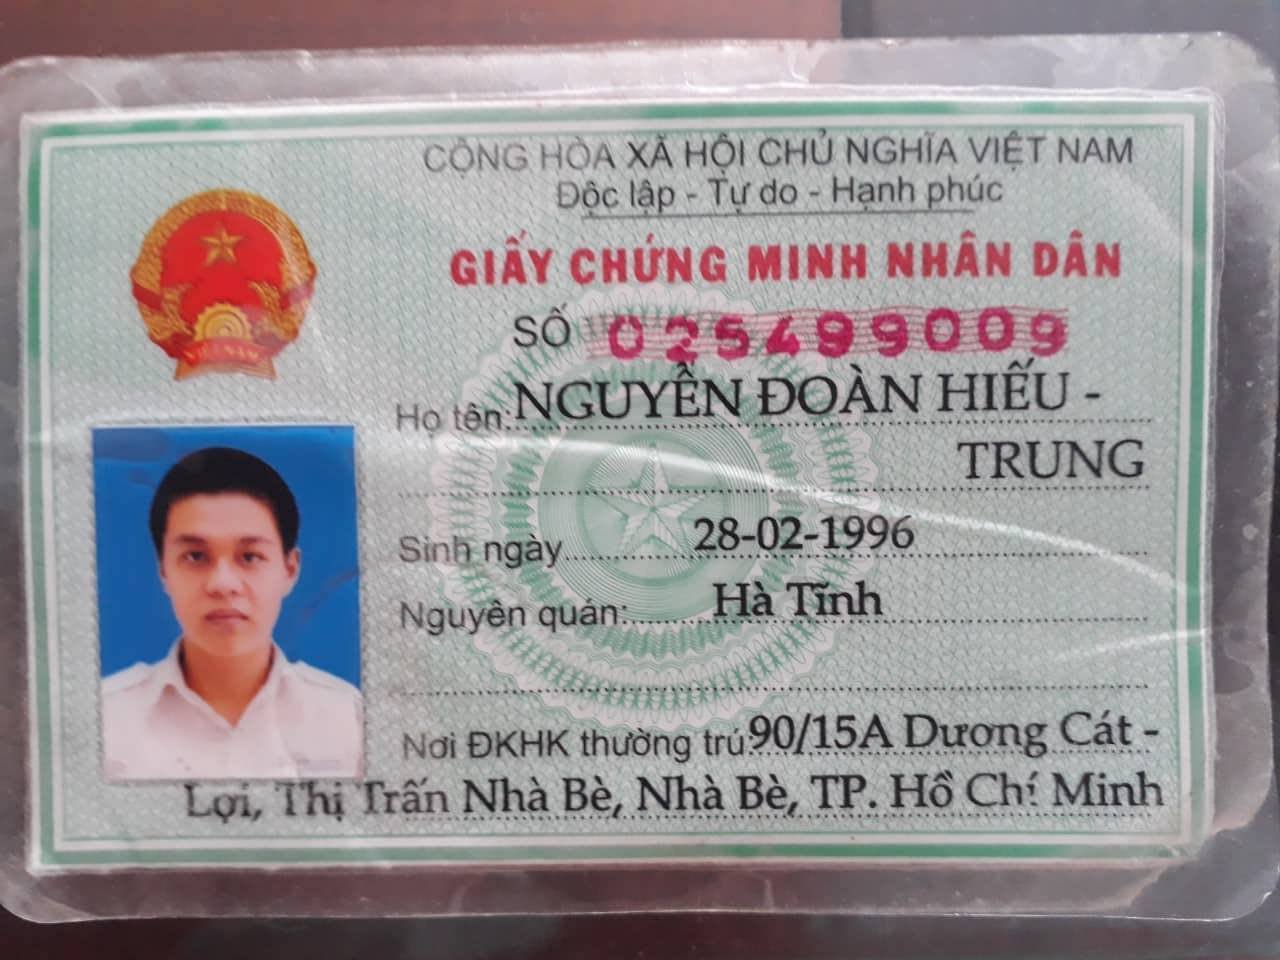 CỘNG HÒA XÃ HỘI CHỦ NGHĨA VIỆT NAM
Độc lập - Tự do - Hạnh phúc
GIẤY CHỨNG MINH NHÂN DÂN
SỐ 025499009
Họ tên: NGUYỄN ĐOÀN HIẾU -
TRUNG
Sinh ngày 28-02-1996
Nguyên quán: Hà Tĩnh
Nơi ĐKHK thường trú: 90/15A Dương Cát -
Lợi, Thị Trấn Nhà Bè, Nhà Bè, TP. Hồ Chí Minh
VIỆT NAM